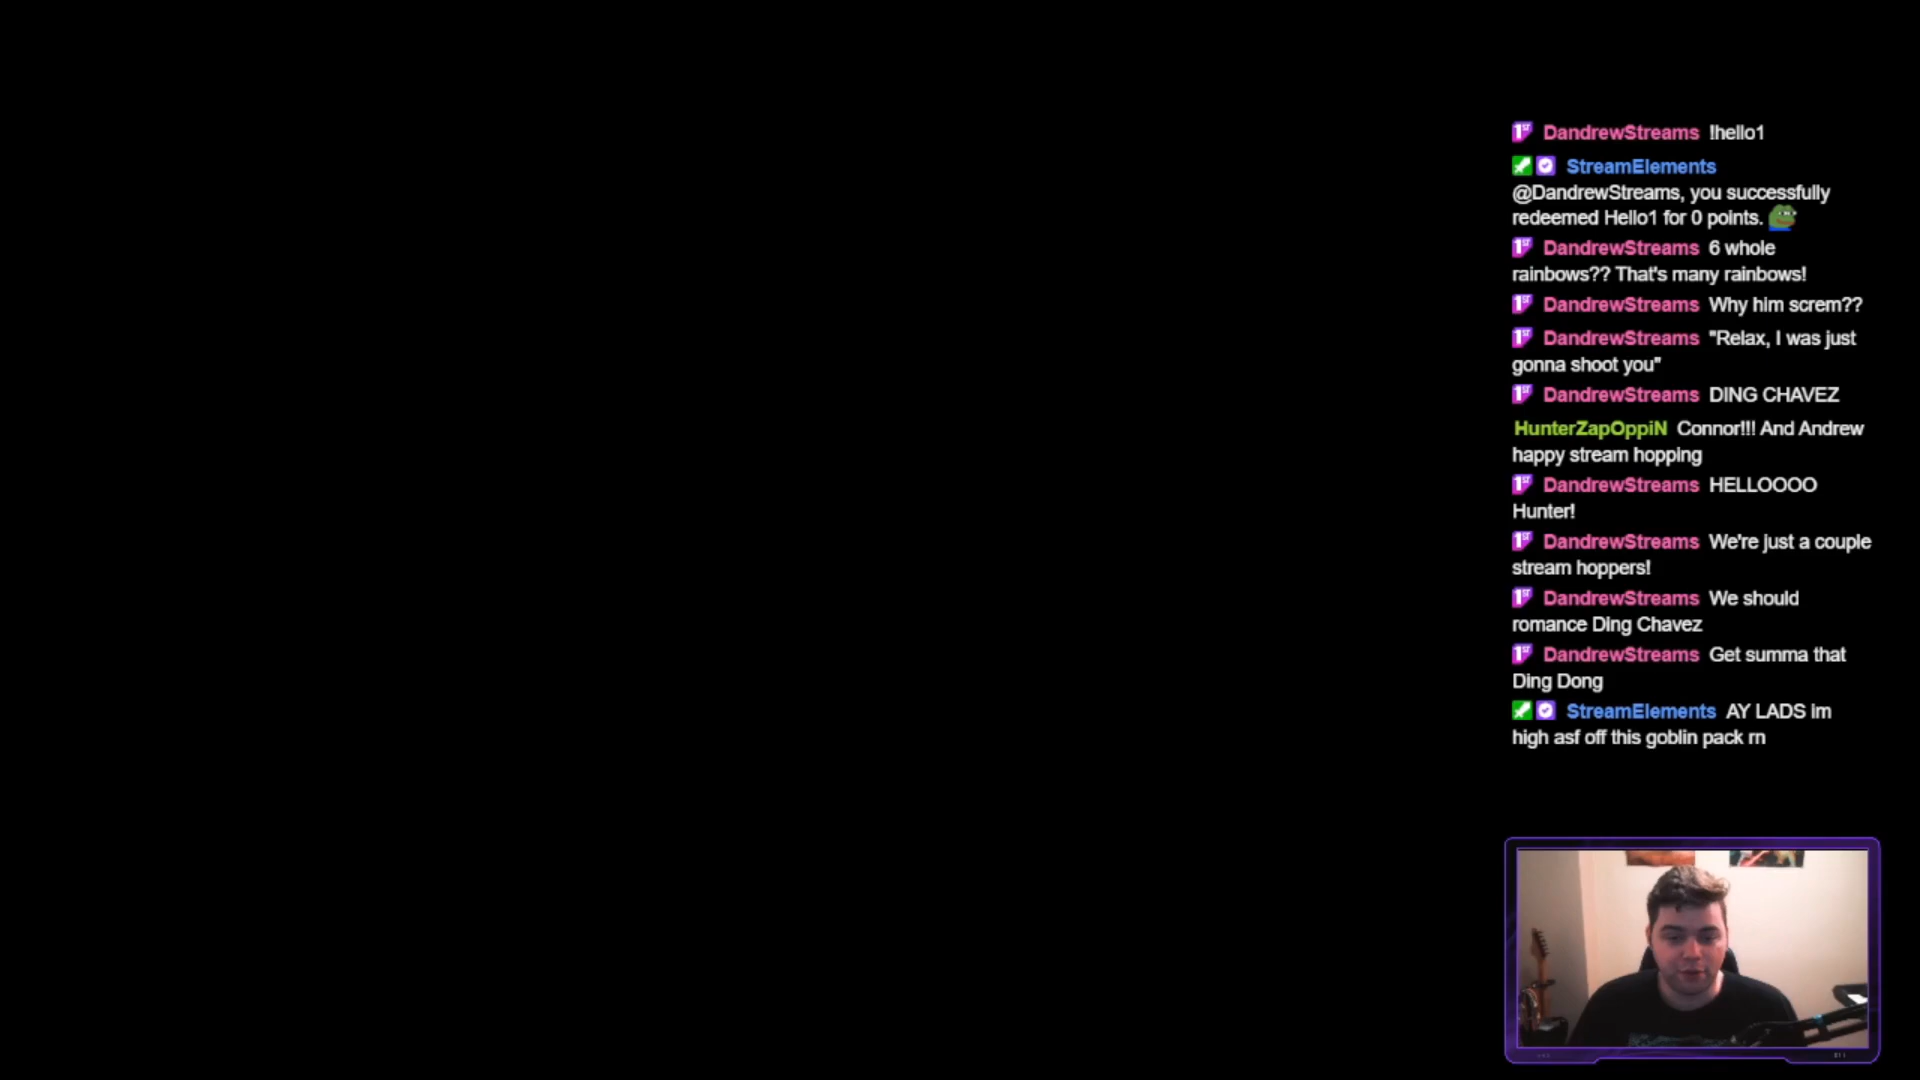 DandrewStreams !hello1
StreamElements
@DandrewStreams, you successfully
redeemed Hello1 for 0 points.
DandrewStreams 6 whole
rainbows?? That's many rainbows!
DandrewStreams Why him screm??
DandrewStreams "Relax, I was just
gonna shoot you"
DandrewStreams DING CHAVEZ
HunterZapOppiN Connor!!! And Andrew
happy stream hopping
DandrewStreams HELLOOOO
Hunter!
DandrewStreams We're just a couple
stream hoppers!
DandrewStreams We should
romance Ding Chavez
DandrewStreams Get summa that
Ding Dong
StreamElements AY LADS im
high asf off this goblin pack rn